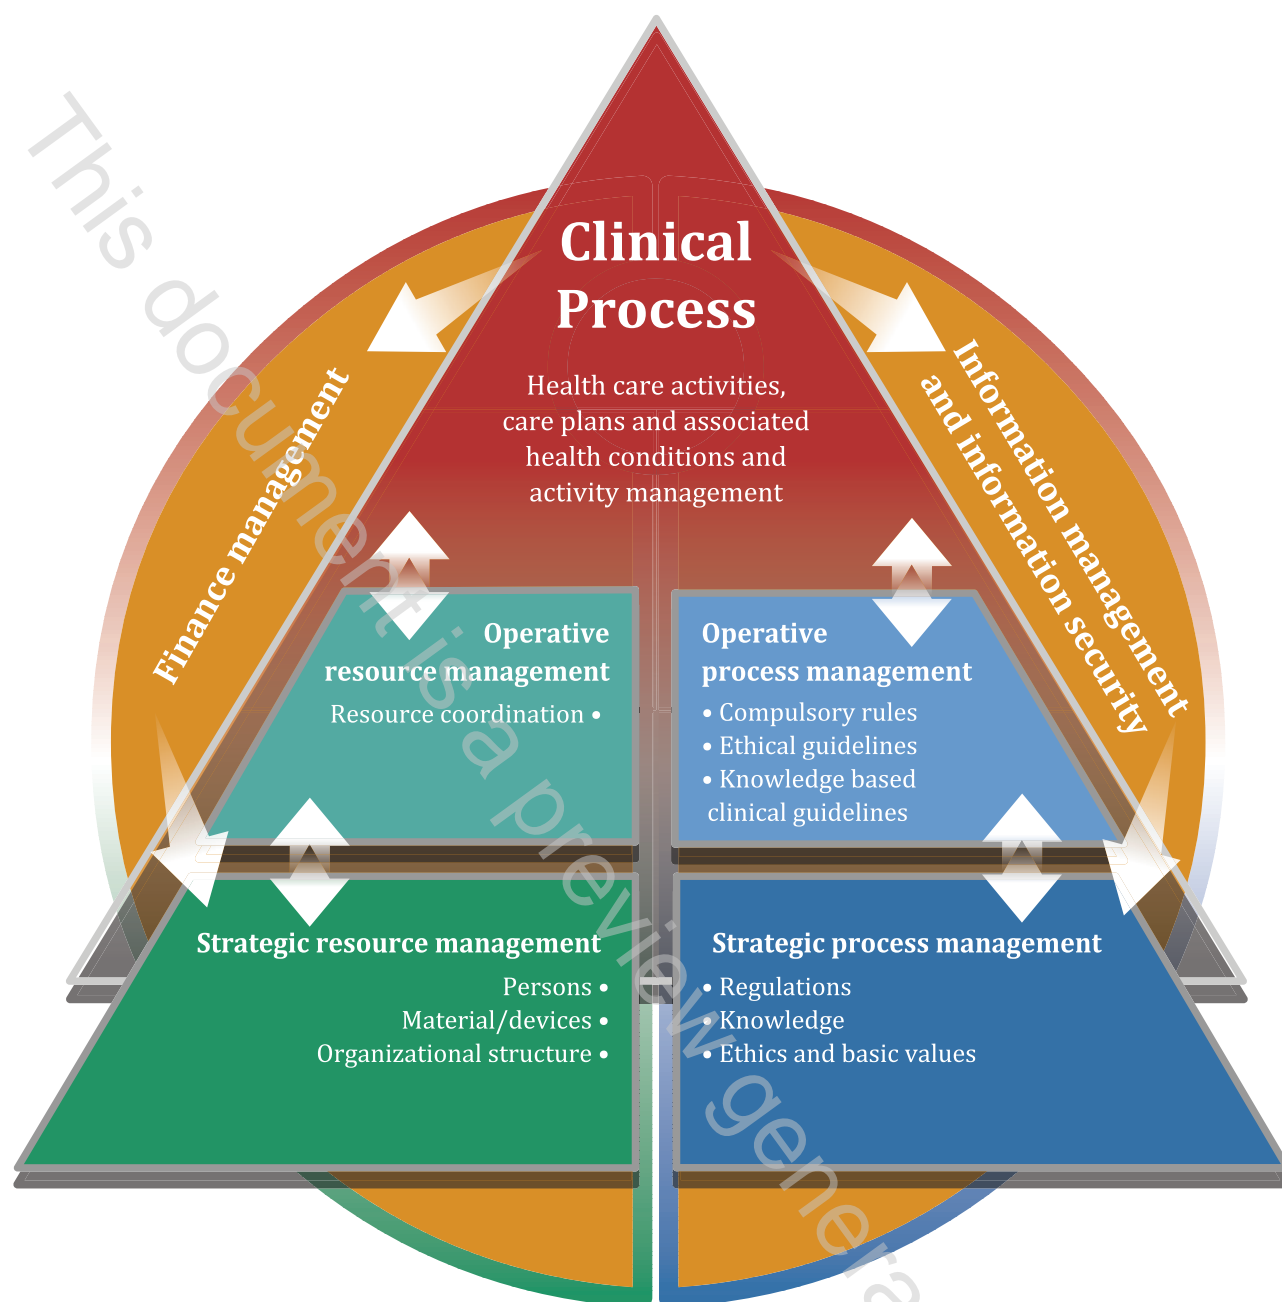 Clinical
Process
Health care activities,
care plans and associated
health conditions and
activity management
Finance management
Information management
and information security
Operative
resource management
Resource coordination •
Operative
process management
• Compulsory rules
• Ethical guidelines
• Knowledge based
clinical guidelines
Strategic resource management
Persons •
Material/devices •
Organizational structure •
Strategic process management
• Regulations
• Knowledge
• Ethics and basic values
This document is a preview genera